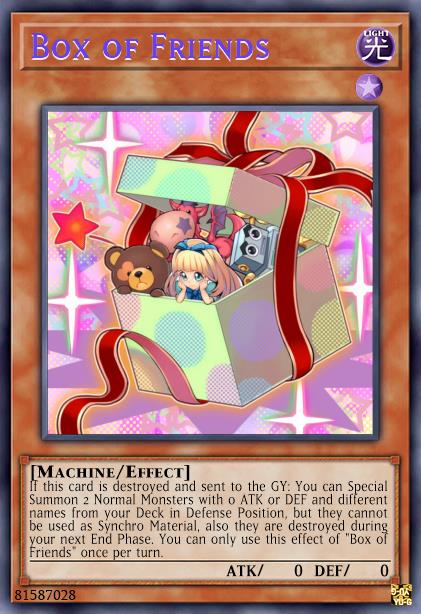 Box of Friends
LIGHT
光
[Machine/Effect]
If this card is destroyed and sent to the GY: You can Special
Summon 2 Normal Monsters with 0 ATK or DEF and different
names from your Deck in Defense Position, but they cannot
be used as Synchro Material, also they are destroyed during
your next End Phase. You can only use this effect of "Box of
Friends" once per turn.
ATK/ 0 DEF/ 0
81587028